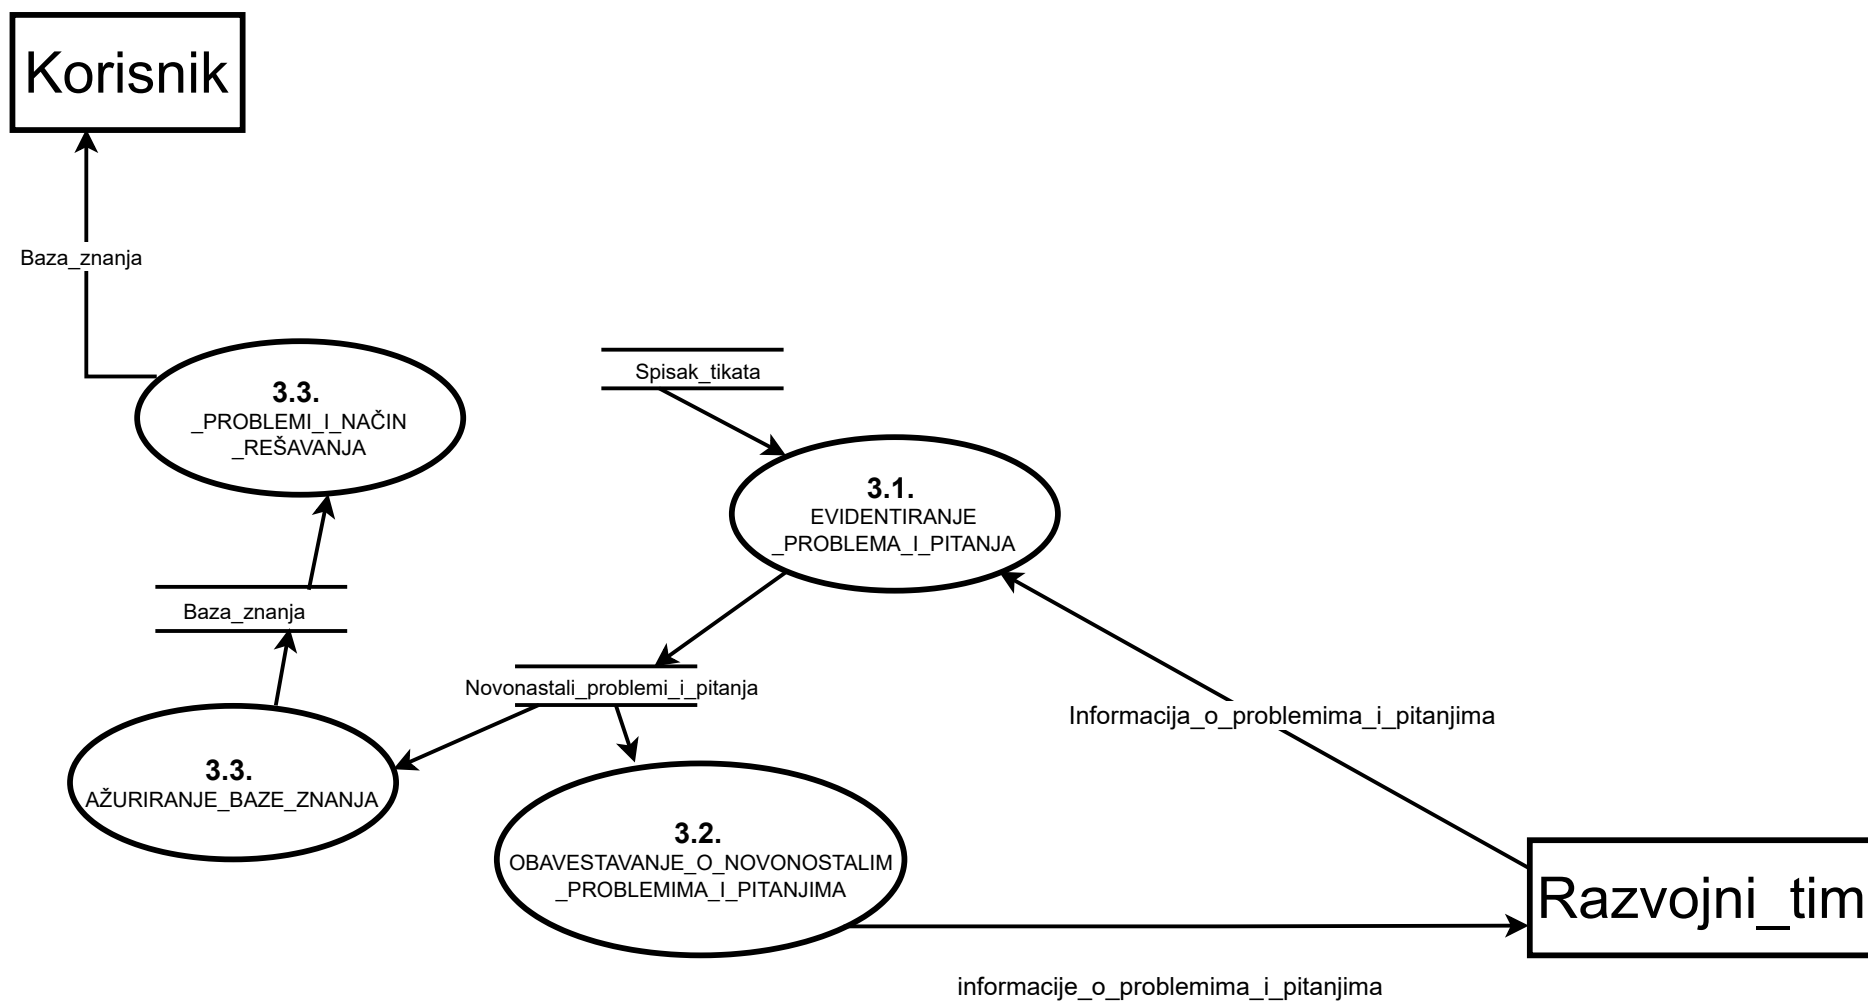 Korisnik
Baza_znanja
3.3.
_PROBLEMI_I_NAČIN
_REŠAVANJA
Spisak_tikata
3.1.
EVIDENTIRANJE
_PROBLEMA_I_PITANJA
Baza_znanja
Novonastali_problemi_i_pitanja
Informacija_o_problemima_i_pitanjima
3.3.
AŽURIRANJE_BAZE_ZNANJA
3.2.
OBAVESTAVANJE_O_NOVONOSTALIM
_PROBLEMIMA_I_PITANJIMA
Razvojni_tim
informacije_o_problemima_i_pitanjima